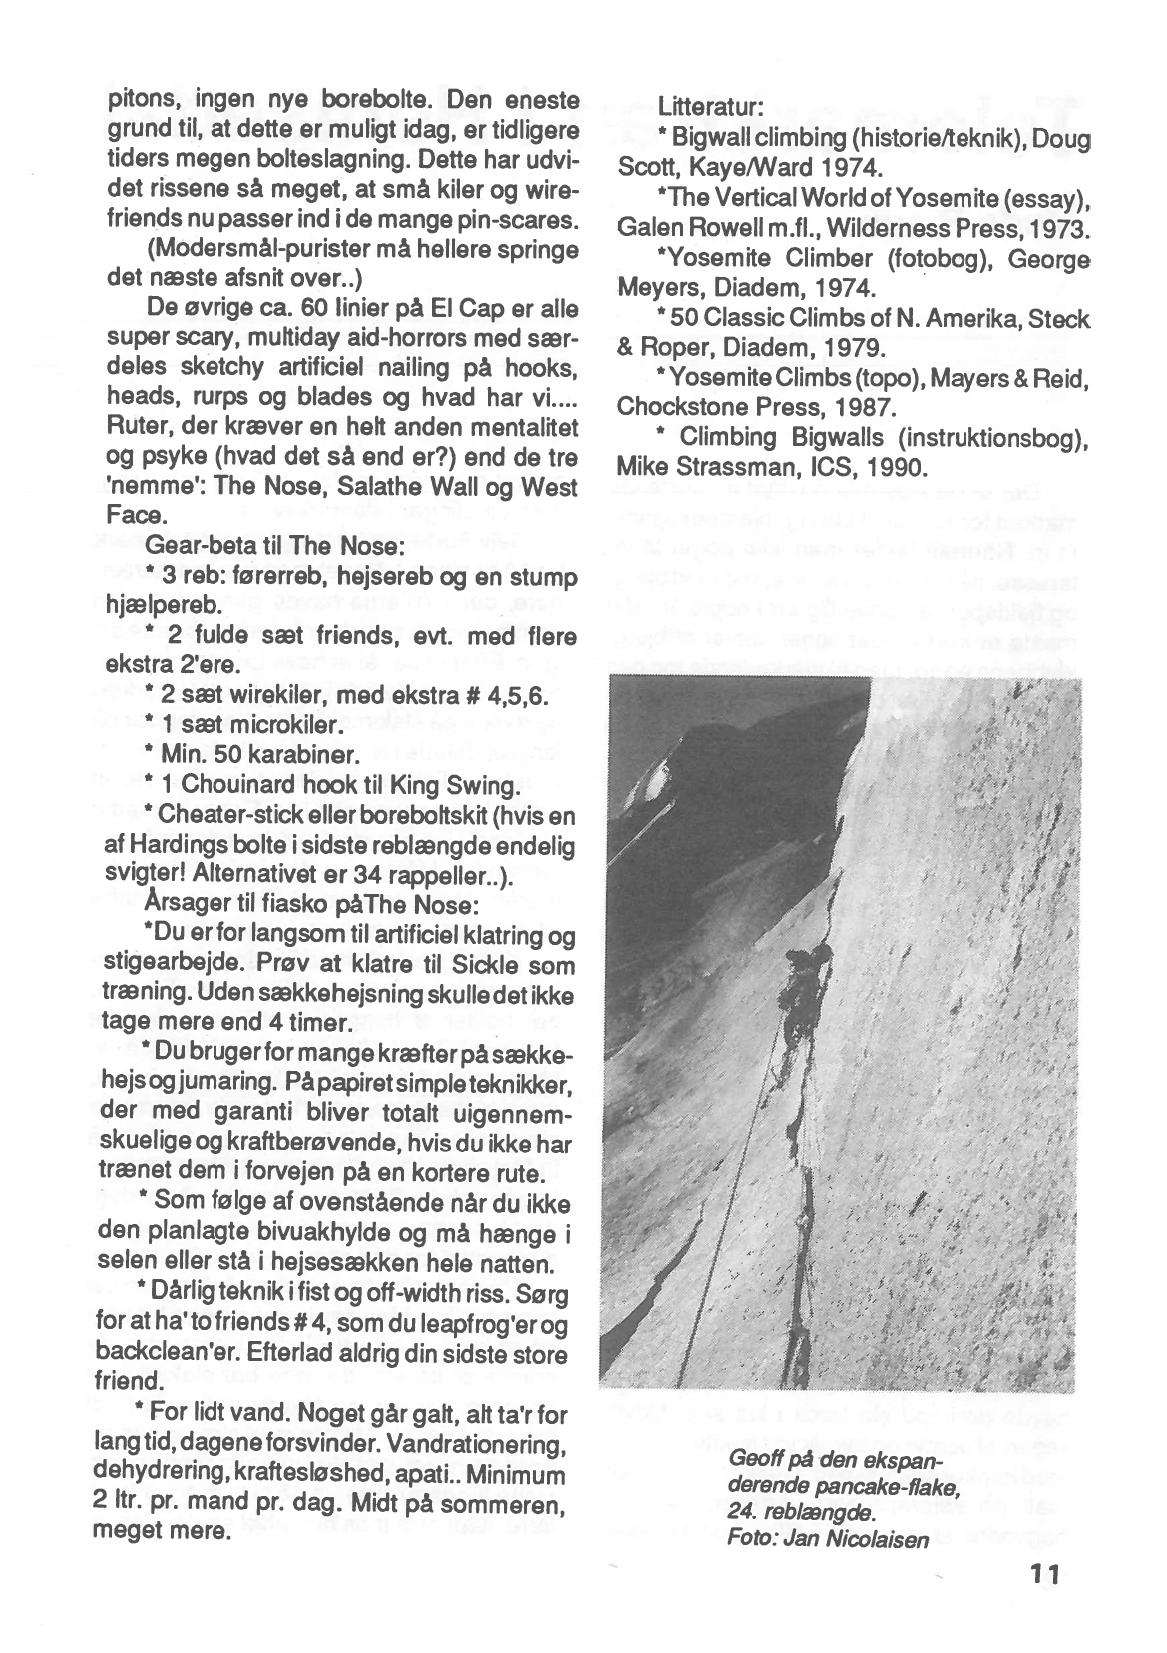 pitons, ingen nye borebolte. Den eneste
grund til, at dette er muligt idag, er tidligere
tiders megen bolteslagning. Dette har udvi-
det rissene så meget, at små kiler og wire-
friends nu passer ind i de mange pin-scares.
(Modersmål-purister må hellere springe
det næste afsnit over..)
De øvrige ca. 60 linier på El Cap er alle
super scary, multiday aid-horrors med sær-
deles sketchy artificiel nailing på hooks,
heads, rurps og blades og hvad har vi....
Ruter, der kræver en helt anden mentalitet
og psyke (hvad det så end er?) end de tre
'nemme': The Nose, Salathe Wall og West
Face.
Gear-beta til The Nose:
* 3 reb: førerreb, hejsereb og en stump
hjælpereb.
* 2 fulde sæt friends, evt. med flere
ekstra 2'ere.
* 2 sæt wirekiler, med ekstra # 4,5,6.
* 1 sæt microkiler.
* Min. 50 karabiner.
* 1 Chouinard hook til King Swing.
* Cheater-stick eller boreboltskit (hvis en
af Hardings bolte i sidste reblængde endelig
svigter! Alternativet er 34 rappeller..).
Årsager til fiasko påThe Nose:
*Du er for langsom til artificiel klatring og
stigearbejde. Prøv at klatre til Sickle som
træning. Uden sækkehejsning skulle det ikke
tage mere end 4 timer.
* Du bruger for mange kræfter på sække-
hejs og jumaring. På papiret simple teknikker,
der med garanti bliver totalt uigennem-
skuelige og kraftberøvende, hvis du ikke har
trænet dem i forvejen på en kortere rute.
* Som følge af ovenstående når du ikke
den planlagte bivuakhylde og må hænge i
selen eller stå i hejsesækken hele natten.
* Dårlig teknik i fist og off-width riss. Sørg
for at ha' to friends # 4, som du leapfrog'er og
backclean'er. Efterlad aldrig din sidste store
friend.
* For lidt vand. Noget går galt, alt ta'r for
lang tid, dagene forsvinder. Vandrationering,
dehydrering, kraftesløshed, apati.. Minimum
2 ltr. pr. mand pr. dag. Midt på sommeren,
meget mere.
Litteratur:
* Bigwall climbing (historie/teknik), Doug
Scott, Kaye/Ward 1974.
*The Vertical World of Yosemite (essay),
Galen Rowell m.fl., Wilderness Press, 1973.
*Yosemite Climber (fotobog), George
Meyers, Diadem, 1974.
* 50 Classic Climbs of N. Amerika, Steck
& Roper, Diadem, 1979.
* Yosemite Climbs (topo), Mayers & Reid,
Chockstone Press, 1987.
* Climbing Bigwalls (instruktionsbog),
Mike Strassman, ICS, 1990.
Geoff på den ekspan-
derende pancake-flake,
24. reblængde.
Foto: Jan Nicolaisen
11